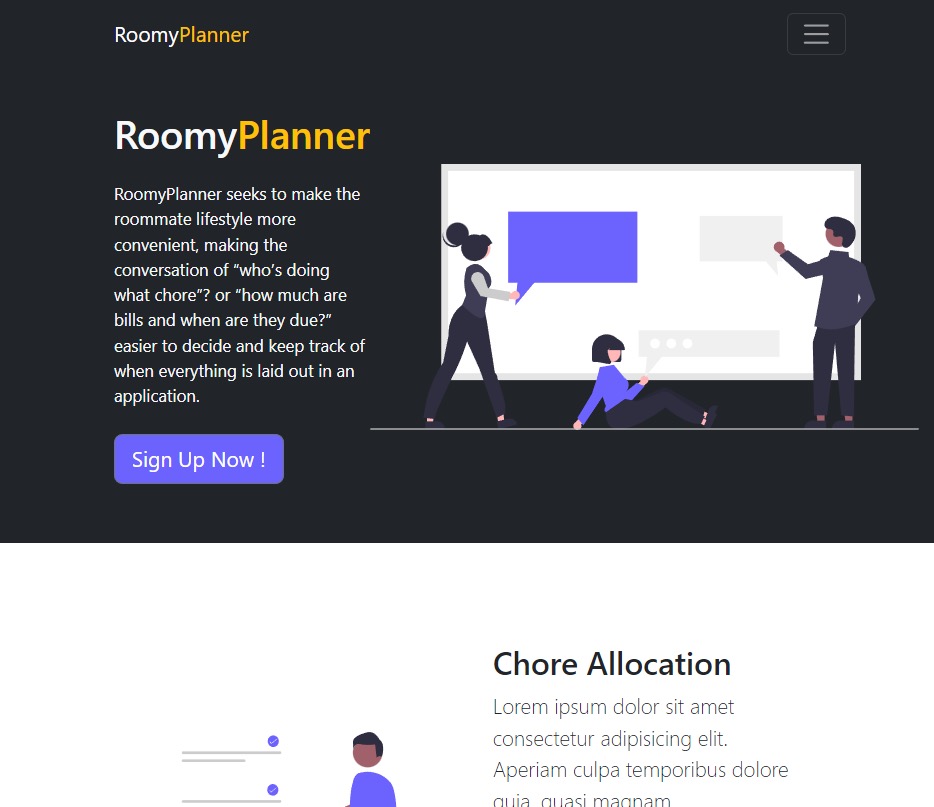 RoomyPlanner
RoomyPlanner
RoomyPlanner seeks to make the
roommate lifestyle more
convenient, making the
conversation of “who’s doing
what chore”? or “how much are
bills and when are they due?”
easier to decide and keep track of
when everything is laid out in an
application.
Sign Up Now !
Chore Allocation
Lorem ipsum dolor sit amet
consectetur adipisicing elit.
Aperiam culpa temporibus dolore
quia, quasi magnam